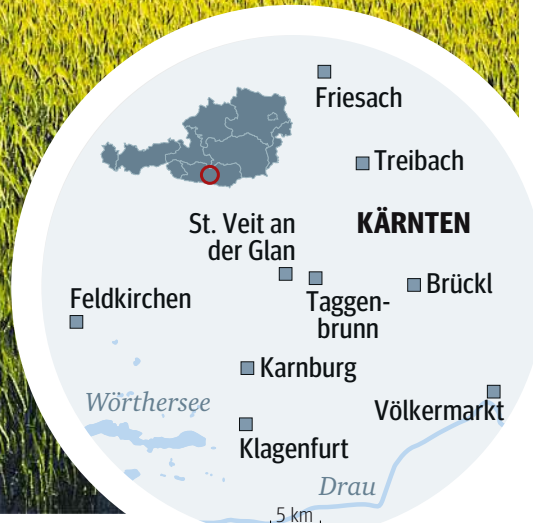 Friesach
Treibach
KÄRNTEN
St. Veit an
der Glan
Taggen-
brunn
Brückl
Feldkirchen
Karnburg
Wörthersee
Völkermarkt
Klagenfurt
Drau
5 km